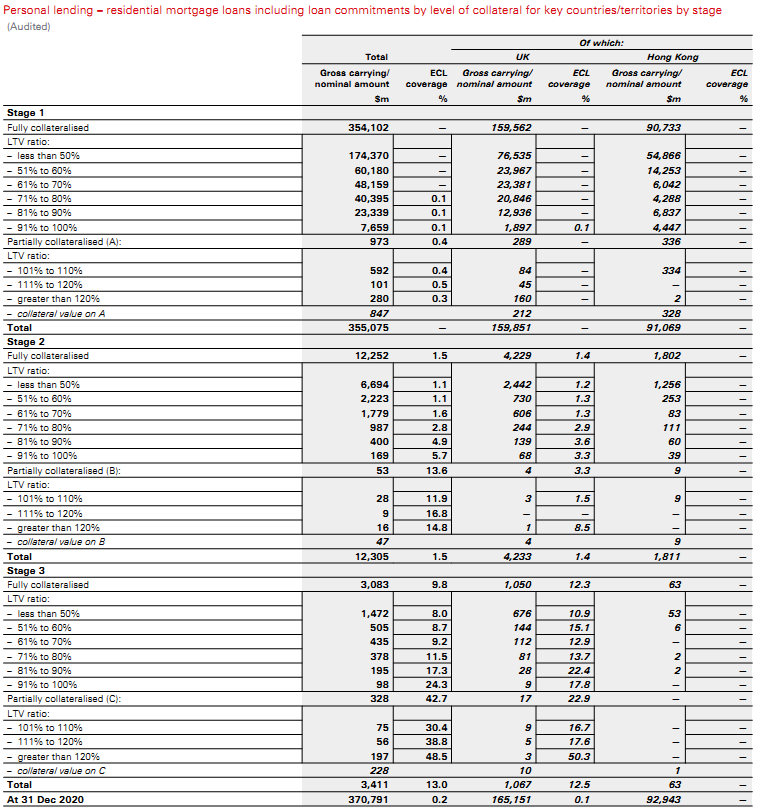 Personal lending – residential mortgage loans including loan commitments by level of collateral for key countries/territories by stage
(Audited)
Of which:
Total UK Hong Kong
Gross carrying/ nominal amount ECL coverage Gross carrying/ nominal amount ECL coverage Gross carrying/ nominal amount ECL coverage
$m % $m % $m %
Stage 1
Fully collateralised 354,102 – 159,562 – 90,733 –
LTV ratio:
– less than 50% 174,370 – 76,535 – 54,866 –
– 51% to 60% 60,180 – 23,967 – 14,253 –
– 61% to 70% 48,159 – 23,381 – 6,042 –
– 71% to 80% 40,395 0.1 20,846 – 4,288 –
– 81% to 90% 23,339 0.1 12,936 – 6,837 –
– 91% to 100% 7,659 0.1 1,897 0.1 4,447 –
Partially collateralised (A): 973 0.4 289 – 336 –
LTV ratio:
– 101% to 110% 592 0.4 84 – 334 –
– 111% to 120% 101 0.5 45 – – –
– greater than 120% 280 0.3 160 – 2 –
– collateral value on A 847 212 328
Total 355,075 – 159,851 – 91,069 –
Stage 2
Fully collateralised 12,252 1.5 4,229 1.4 1,802 –
LTV ratio:
– less than 50% 6,694 1.1 2,442 1.2 1,256 –
– 51% to 60% 2,223 1.1 730 1.3 253 –
– 61% to 70% 1,779 1.6 606 1.3 83 –
– 71% to 80% 987 2.8 244 2.9 111 –
– 81% to 90% 400 4.9 139 3.6 60 –
– 91% to 100% 169 5.7 68 3.3 39 –
Partially collateralised (B): 53 13.6 4 3.3 9 –
LTV ratio:
– 101% to 110% 28 11.9 3 1.5 9 –
– 111% to 120% 9 16.8 – – – –
– greater than 120% 16 14.8 1 8.5 – –
– collateral value on B 47 4 9
Total 12,305 1.5 4,233 1.4 1,811 –
Stage 3
Fully collateralised 3,083 9.8 1,050 12.3 63 –
LTV ratio:
– less than 50% 1,472 8.0 676 10.9 53 –
– 51% to 60% 505 8.7 144 15.1 6 –
– 61% to 70% 435 9.2 112 12.9 – –
– 71% to 80% 378 11.5 81 13.7 2 –
– 81% to 90% 195 17.3 28 22.4 2 –
– 91% to 100% 98 24.3 9 17.8 – –
Partially collateralised (C): 328 42.7 17 22.9 – –
LTV ratio:
– 101% to 110% 75 30.4 9 16.7 – –
– 111% to 120% 56 38.8 5 17.6 – –
– greater than 120% 197 48.5 3 50.3 – –
– collateral value on C 228 10 1
Total 3,411 13.0 1,067 12.5 63 –
At 31 Dec 2020 370,791 0.2 165,151 0.1 92,943 –